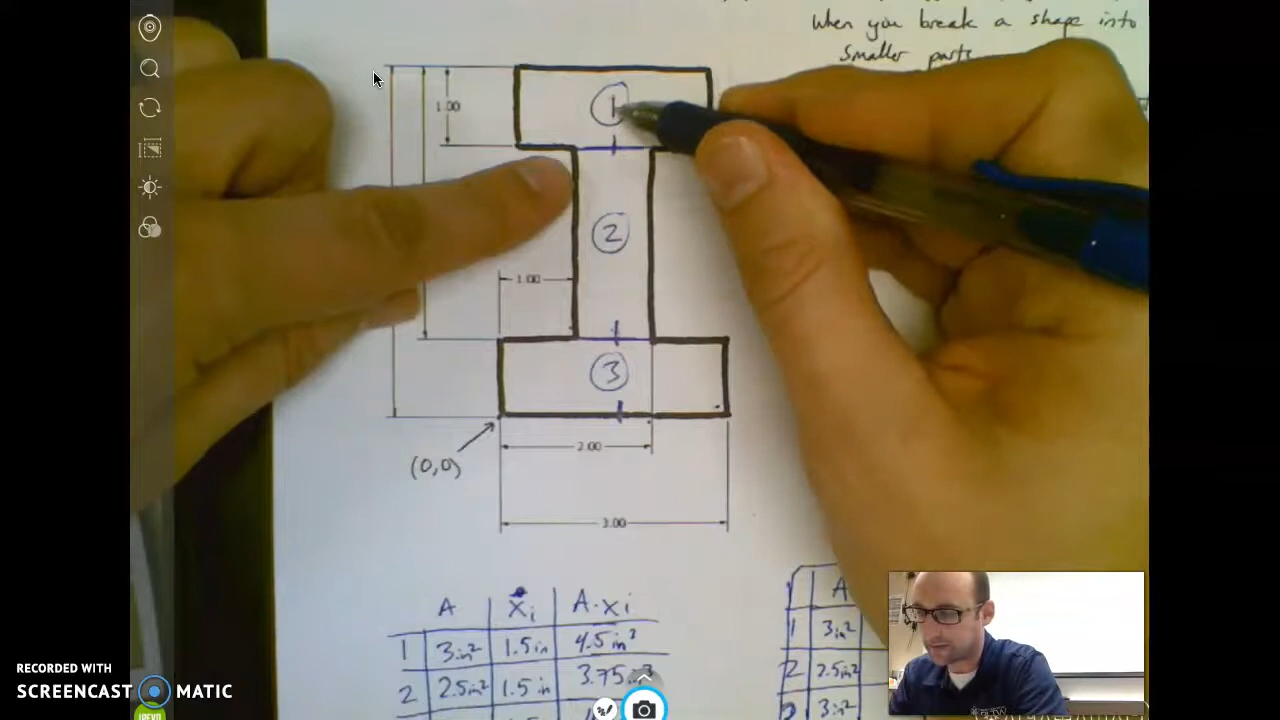 when you break a shape into
smaller parts
1.00
1
2
1.00
3
2.00
(0,0)
3.00
A | Xi | A·Xi
1 | 3in² | 1.5in | 4.5in³
2 | 2.5in² | 1.5in | 3.75in³
A
1 | 3in²
2 | 2.5in²
3in²
RECORDED WITH
SCREENCAST MATIC